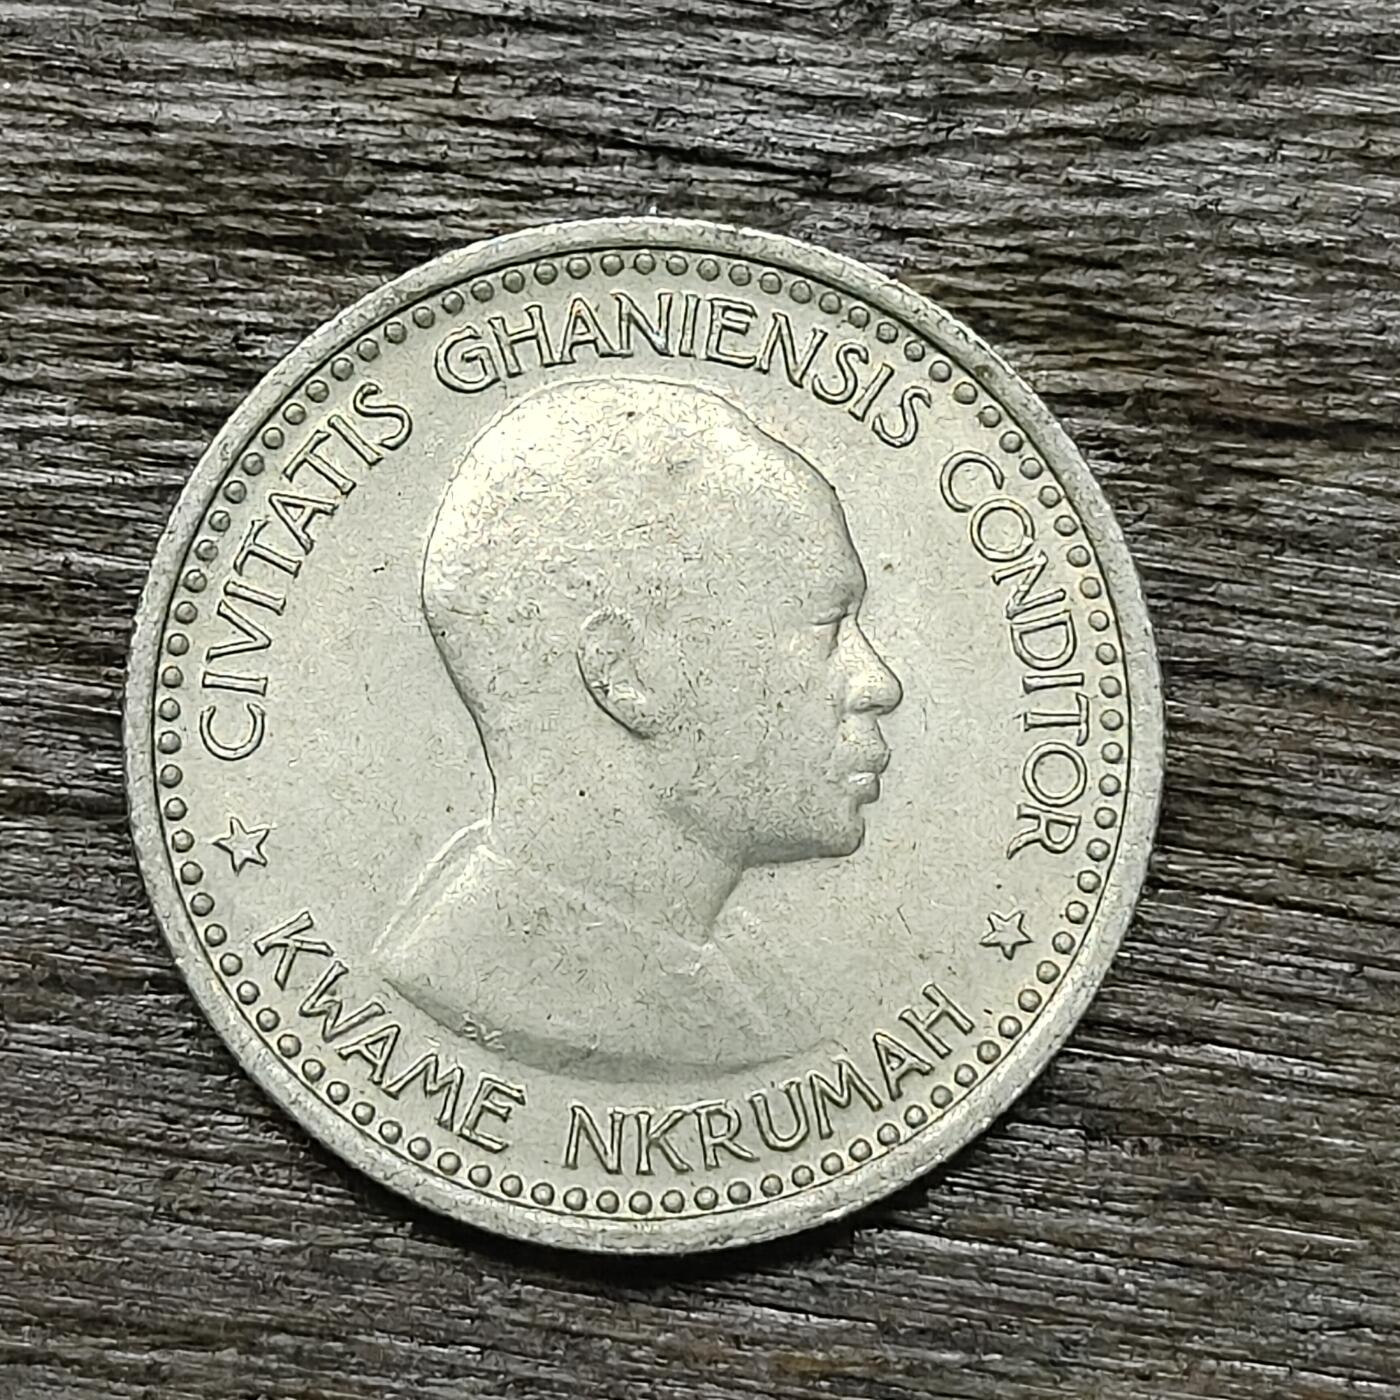 CIVITATIS GHANIENSIS CONDITOR
KWAME NKRUMAH